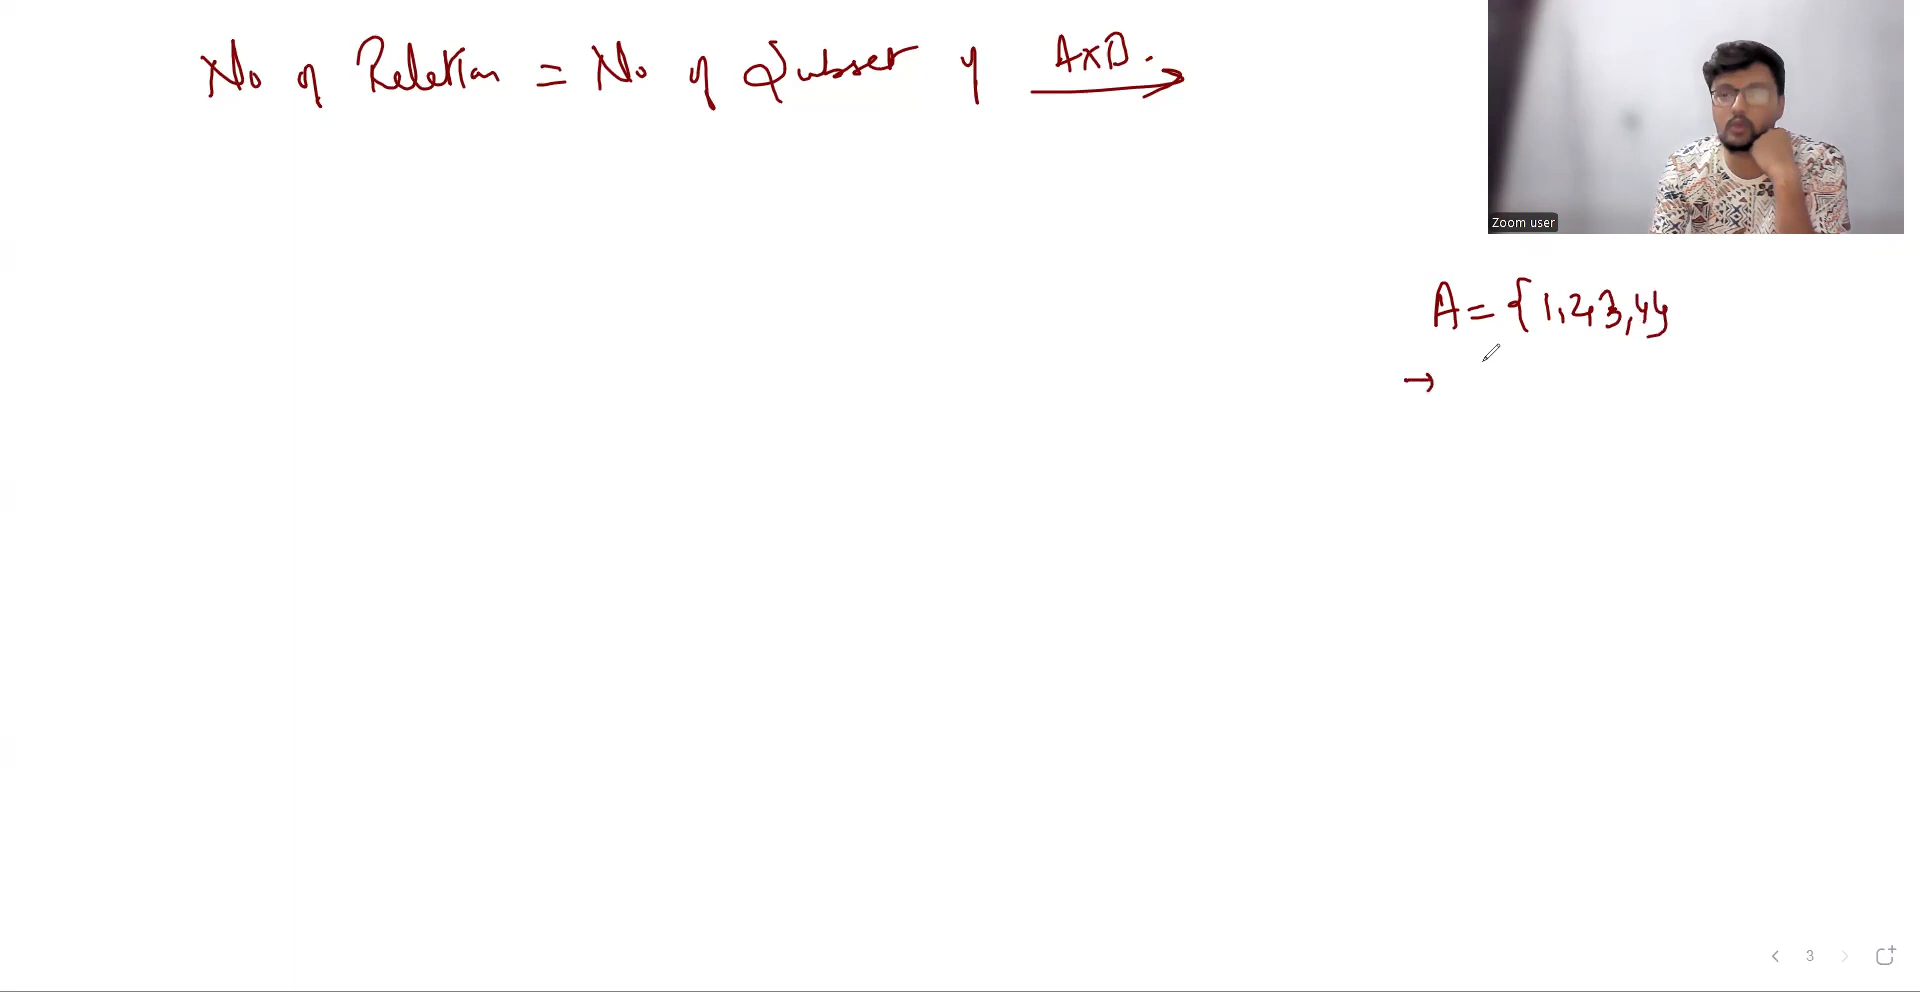 No of Relation = No of Subset of A×B.
Zoom user
A = {1,2,3,4}
→
3